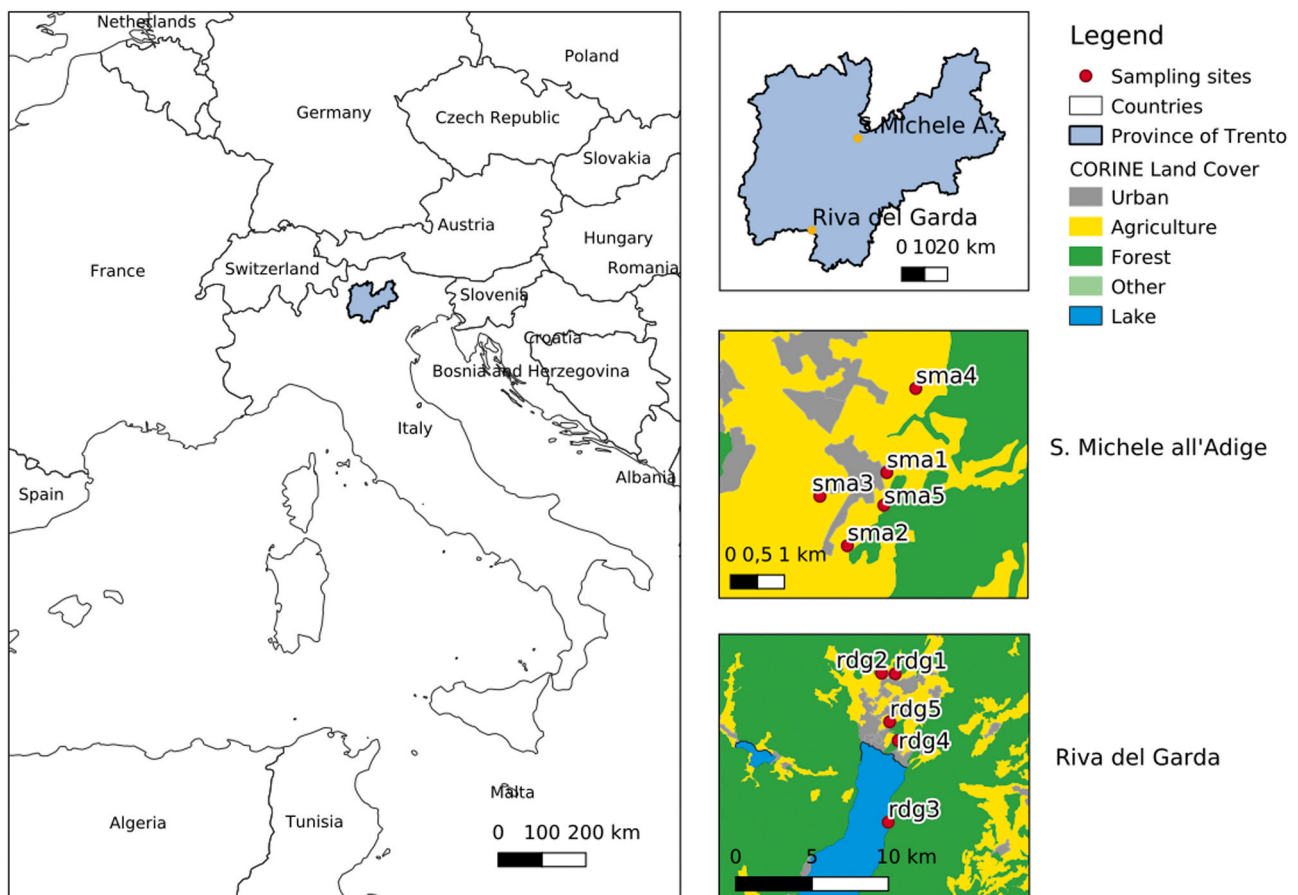 Netherlands
Poland
Germany
Czech Republic
Slovakia
Austria
Hungary
France
Switzerland
Romania
Slovenia
Croatia
Bosnia and Herzegovina
Italy
Albania
Spain
Malta
Algeria
Tunisia
0 100 200 km
S.Michele A.
Riva del Garda
0 1020 km
Legend
Sampling sites
Countries
Province of Trento
CORINE Land Cover
Urban
Agriculture
Forest
Other
Lake
sma4
sma1
sma3
sma5
sma2
0 0,5 1 km
S. Michele all'Adige
rdg2 rdg1
rdg5
rdg4
rdg3
0 5 10 km
Riva del Garda